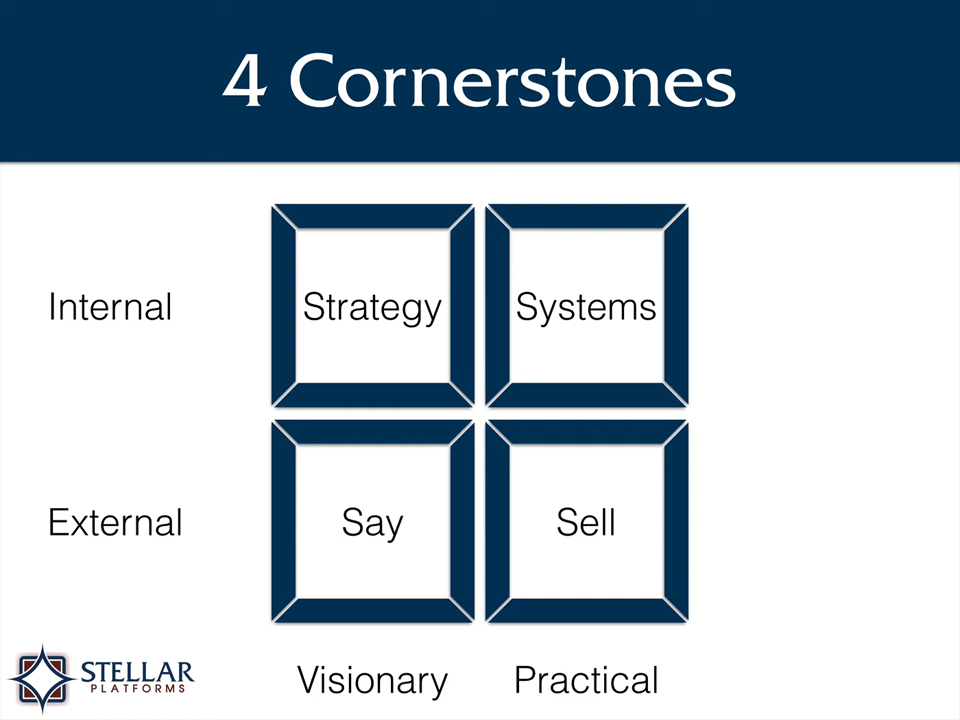 4 Cornerstones
Internal Strategy Systems
External Say Sell
Visionary Practical
STELLAR
PLATFORMS